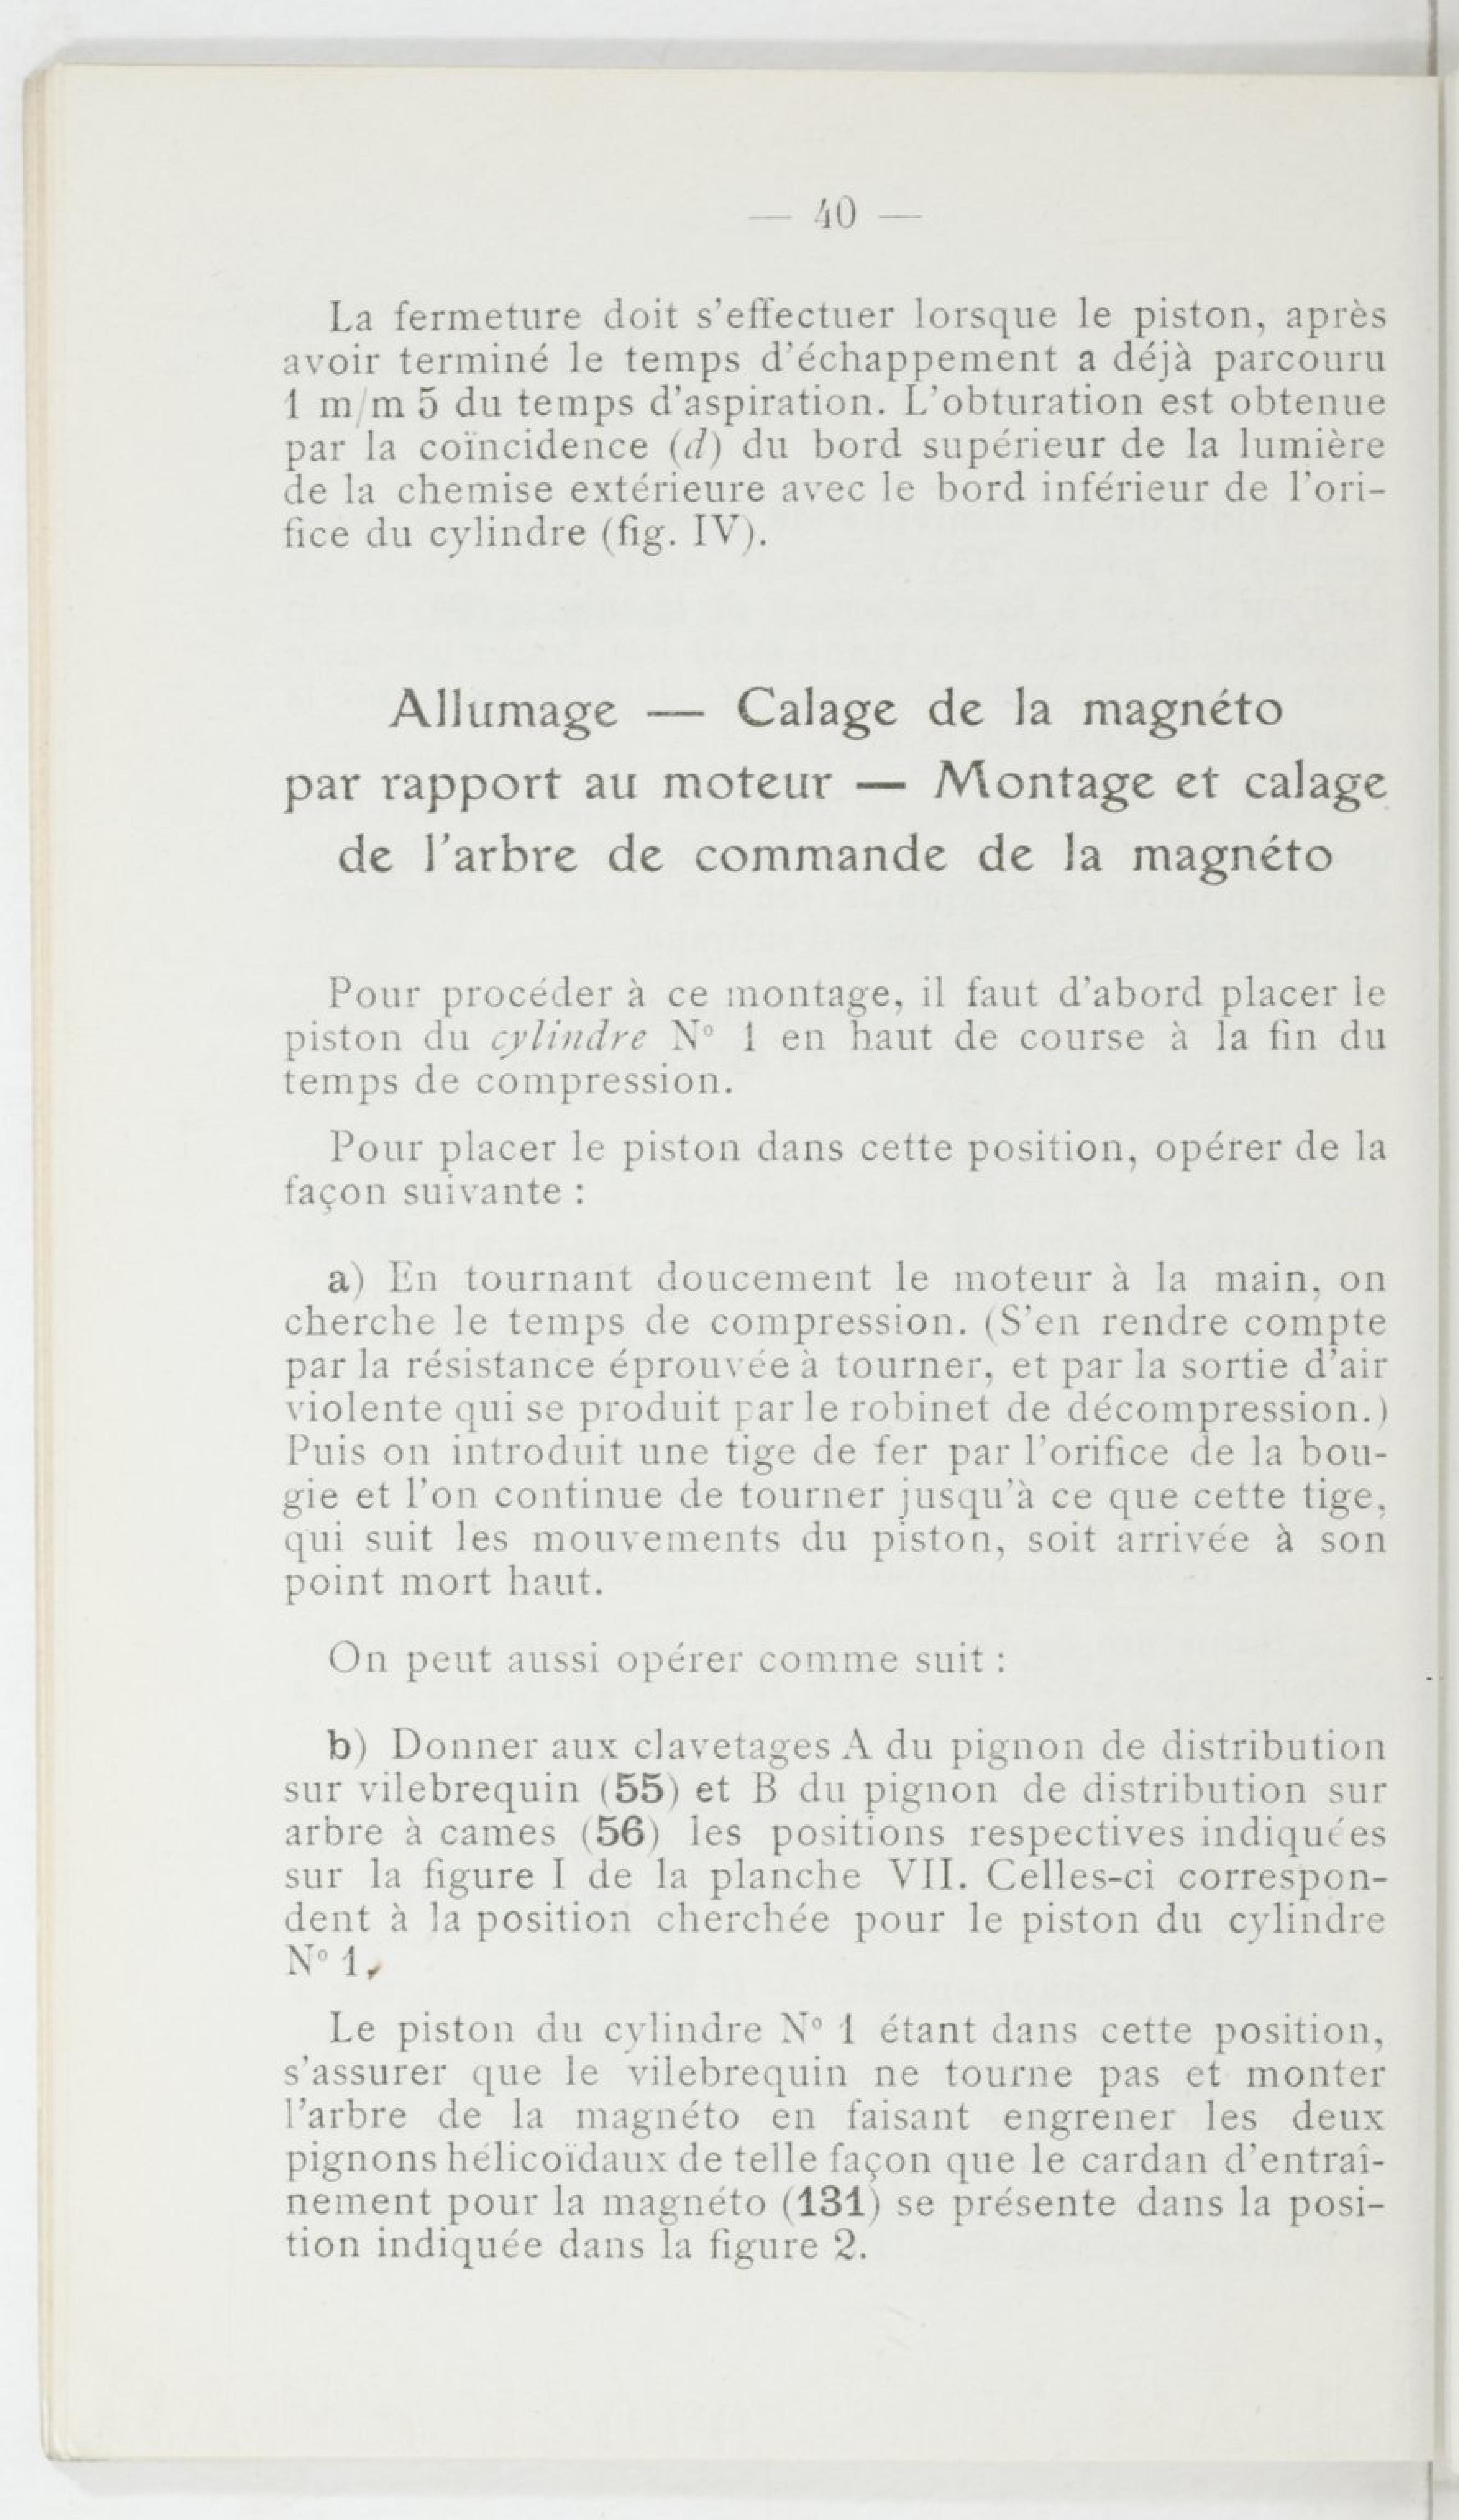 — 40 —
La fermeture doit s'effectuer lorsque le piston, après
avoir terminé le temps d'échappement a déjà parcouru
1 m/m 5 du temps d'aspiration. L'obturation est obtenue
par la coïncidence (d) du bord supérieur de la lumière
de la chemise extérieure avec le bord inférieur de l'ori-
fice du cylindre (fig. IV).
Allumage — Calage de la magnéto
par rapport au moteur — Montage et calage
de l'arbre de commande de la magnéto
Pour procéder à ce montage, il faut d'abord placer le
piston du cylindre N° 1 en haut de course à la fin du
temps de compression.
Pour placer le piston dans cette position, opérer de la
façon suivante :
a) En tournant doucement le moteur à la main, on
cherche le temps de compression. (S'en rendre compte
par la résistance éprouvée à tourner, et par la sortie d'air
violente qui se produit par le robinet de décompression.)
Puis on introduit une tige de fer par l'orifice de la bou-
gie et l'on continue de tourner jusqu'à ce que cette tige,
qui suit les mouvements du piston, soit arrivée à son
point mort haut.
On peut aussi opérer comme suit :
b) Donner aux clavetages A du pignon de distribution
sur vilebrequin (55) et B du pignon de distribution sur
arbre à cames (56) les positions respectives indiquées
sur la figure I de la planche VII. Celles-ci correspon-
dent à la position cherchée pour le piston du cylindre
N° 1.
Le piston du cylindre N° 1 étant dans cette position,
s'assurer que le vilebrequin ne tourne pas et monter
l'arbre de la magnéto en faisant engrener les deux
pignons hélicoïdaux de telle façon que le cardan d'entraî-
nement pour la magnéto (131) se présente dans la posi-
tion indiquée dans la figure 2.